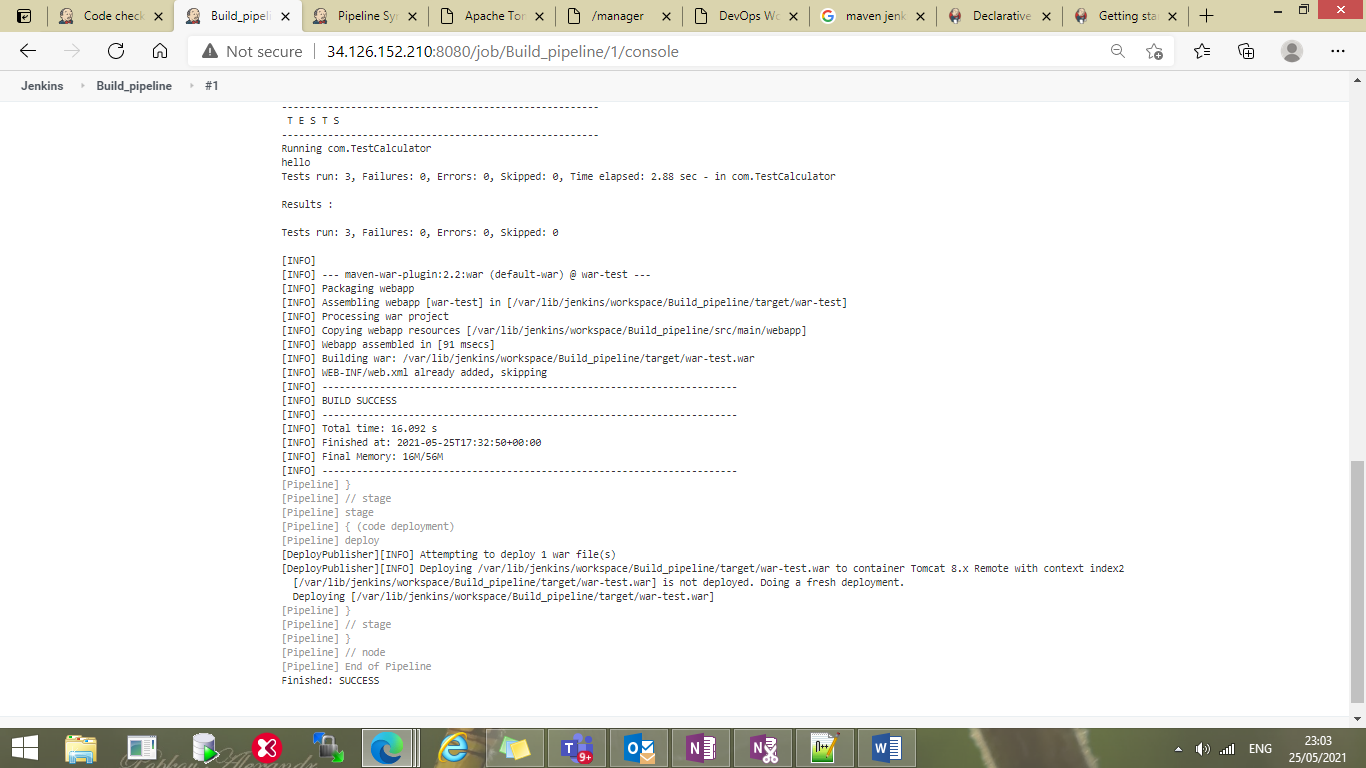 Code check
Build_pipeli
Pipeline Syn
Apache Tom
/manager
DevOps Wo
maven jenk
Declarative
Getting sta
Not secure
34.126.152.210:8080/job/Build_pipeline/1/console
Jenkins
Build_pipeline
#1
-------------------------------------------------------
T E S T S
-------------------------------------------------------
Running com.TestCalculator
hello
Tests run: 3, Failures: 0, Errors: 0, Skipped: 0, Time elapsed: 2.88 sec - in com.TestCalculator
Results :
Tests run: 3, Failures: 0, Errors: 0, Skipped: 0
[INFO]
[INFO] --- maven-war-plugin:2.2:war (default-war) @ war-test ---
[INFO] Packaging webapp
[INFO] Assembling webapp [war-test] in [/var/lib/jenkins/workspace/Build_pipeline/target/war-test]
[INFO] Processing war project
[INFO] Copying webapp resources [/var/lib/jenkins/workspace/Build_pipeline/src/main/webapp]
[INFO] Webapp assembled in [91 msecs]
[INFO] Building war: /var/lib/jenkins/workspace/Build_pipeline/target/war-test.war
[INFO] WEB-INF/web.xml already added, skipping
[INFO] ------------------------------------------------------------------------
[INFO] BUILD SUCCESS
[INFO] ------------------------------------------------------------------------
[INFO] Total time: 16.092 s
[INFO] Finished at: 2021-05-25T17:32:50+00:00
[INFO] Final Memory: 16M/56M
[INFO] ------------------------------------------------------------------------
[Pipeline] }
[Pipeline] // stage
[Pipeline] stage
[Pipeline] { (code deployment)
[Pipeline] deploy
[DeployPublisher][INFO] Attempting to deploy 1 war file(s)
[DeployPublisher][INFO] Deploying /var/lib/jenkins/workspace/Build_pipeline/target/war-test.war to container Tomcat 8.x Remote with context index2
[/var/lib/jenkins/workspace/Build_pipeline/target/war-test.war] is not deployed. Doing a fresh deployment.
Deploying [/var/lib/jenkins/workspace/Build_pipeline/target/war-test.war]
[Pipeline] }
[Pipeline] // stage
[Pipeline] }
[Pipeline] // node
[Pipeline] End of Pipeline
Finished: SUCCESS
9+
ENG
23:03
25/05/2021